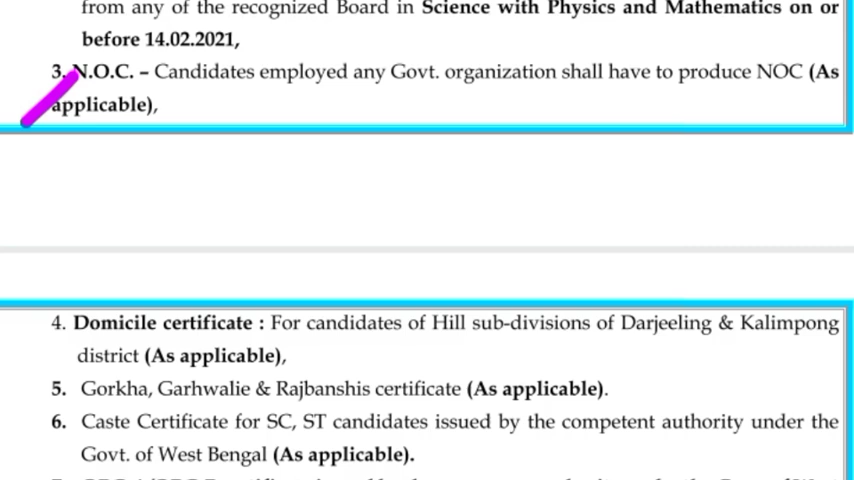 from any of the recognized Board in Science with Physics and Mathematics on or
before 14.02.2021,
3. N.O.C. – Candidates employed any Govt. organization shall have to produce NOC (As
applicable),
4. Domicile certificate : For candidates of Hill sub-divisions of Darjeeling & Kalimpong
district (As applicable),
5. Gorkha, Garhwalie & Rajbanshis certificate (As applicable).
6. Caste Certificate for SC, ST candidates issued by the competent authority under the
Govt. of West Bengal (As applicable).